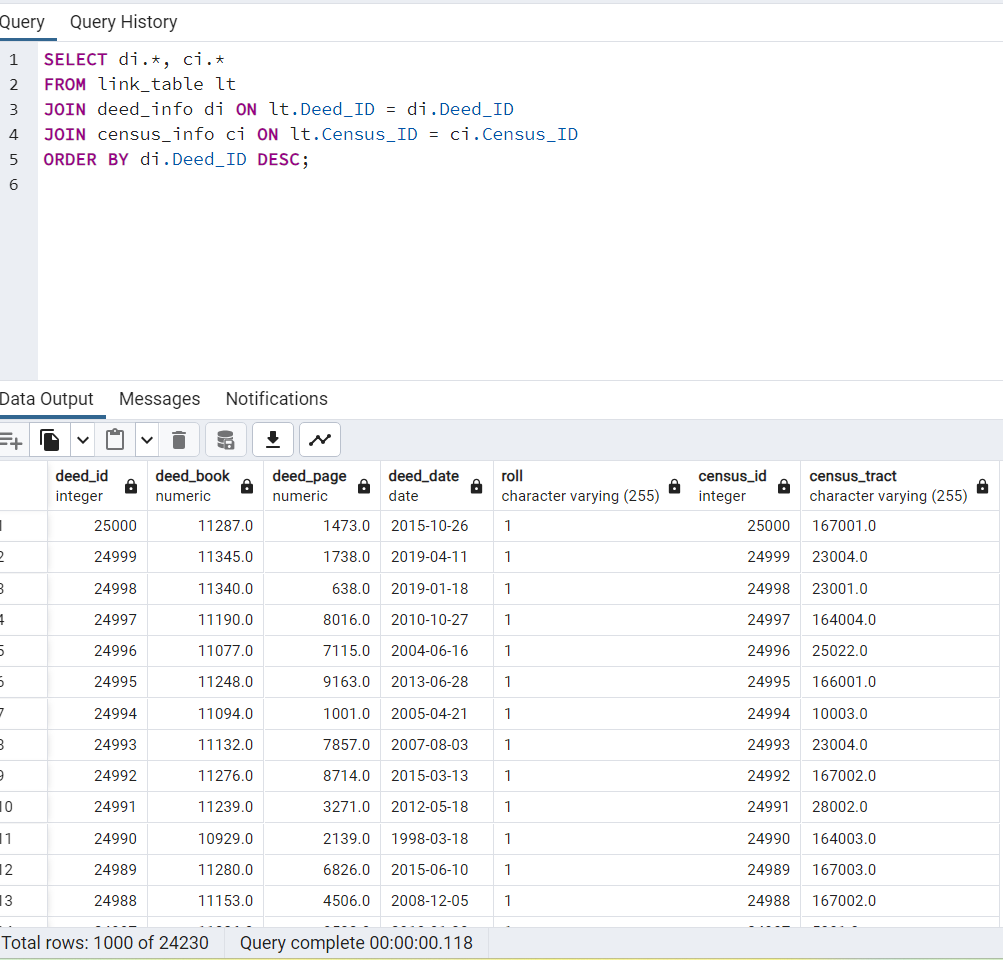 Query Query History
1 SELECT di.*, ci.*
2 FROM link_table lt
3 JOIN deed_info di ON lt.Deed_ID = di.Deed_ID
4 JOIN census_info ci ON lt.Census_ID = ci.Census_ID
5 ORDER BY di.Deed_ID DESC;
6
Data Output Messages Notifications
deed_id deed_book deed_page deed_date roll census_id census_tract
integer numeric numeric date character varying (255) integer character varying (255)
1 25000 11287.0 1473.0 2015-10-26 1 25000 167001.0
2 24999 11345.0 1738.0 2019-04-11 1 24999 23004.0
3 24998 11340.0 638.0 2019-01-18 1 24998 23001.0
4 24997 11190.0 8016.0 2010-10-27 1 24997 164004.0
5 24996 11077.0 7115.0 2004-06-16 1 24996 25022.0
6 24995 11248.0 9163.0 2013-06-28 1 24995 166001.0
7 24994 11094.0 1001.0 2005-04-21 1 24994 10003.0
8 24993 11132.0 7857.0 2007-08-03 1 24993 23004.0
9 24992 11276.0 8714.0 2015-03-13 1 24992 167002.0
10 24991 11239.0 3271.0 2012-05-18 1 24991 28002.0
11 24990 10929.0 2139.0 1998-03-18 1 24990 164003.0
12 24989 11280.0 6826.0 2015-06-10 1 24989 167003.0
13 24988 11153.0 4506.0 2008-12-05 1 24988 167002.0
Total rows: 1000 of 24230 Query complete 00:00:00.118